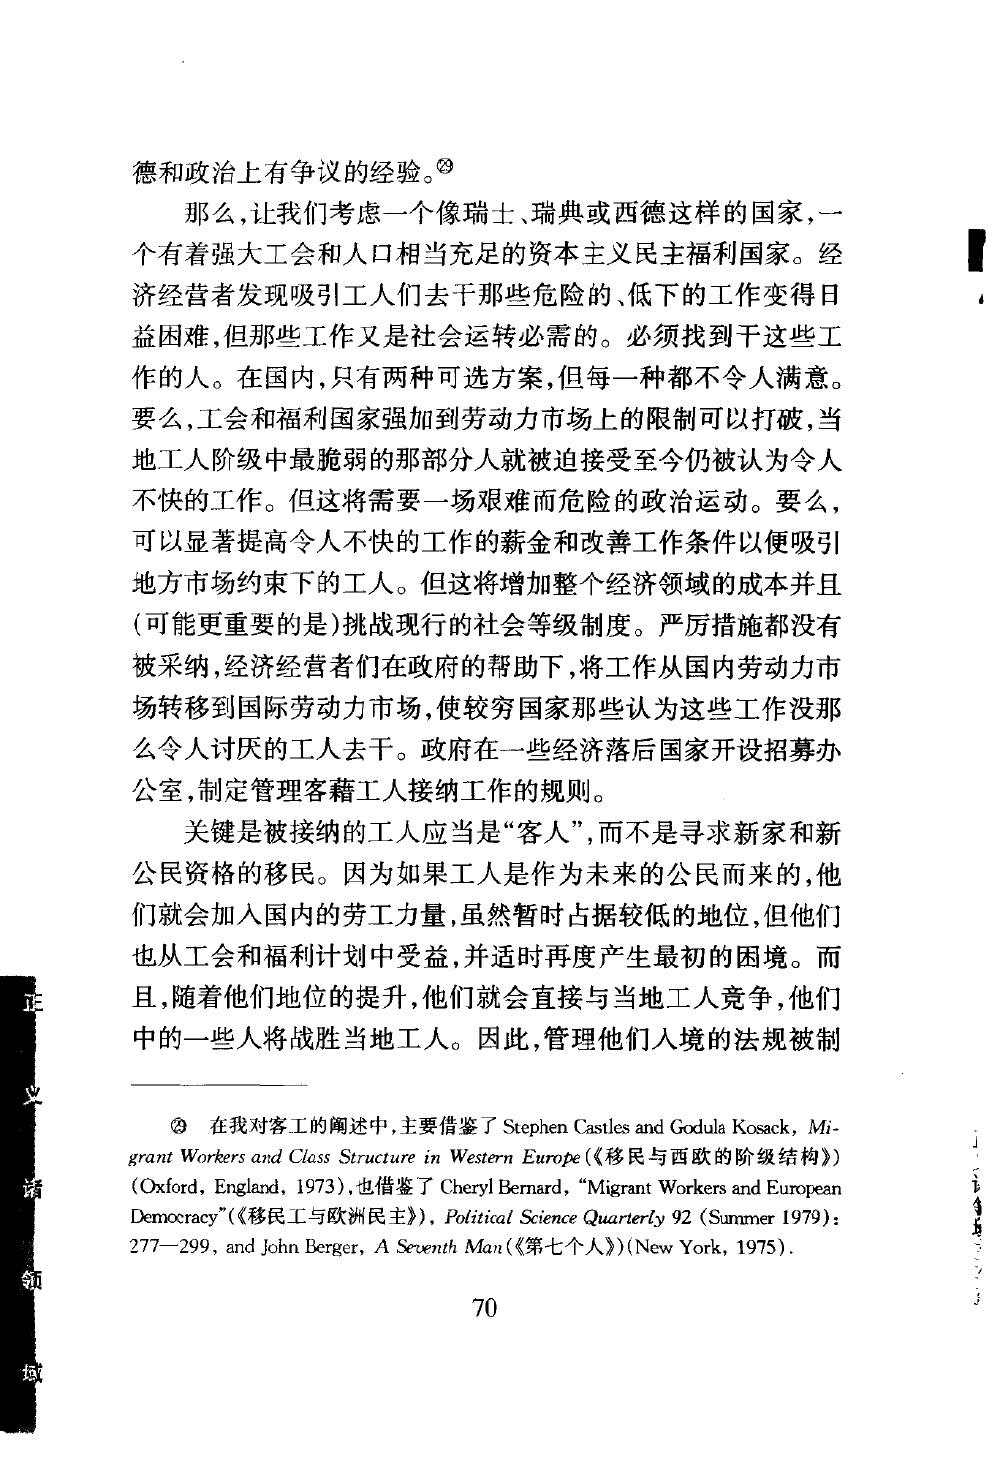 德和政治上有争议的经验。㉙
那么,让我们考虑一个像瑞士、瑞典或西德这样的国家,一
个有着强大工会和人口相当充足的资本主义民主福利国家。经
济经营者发现吸引工人们去干那些危险的、低下的工作变得日
益困难,但那些工作又是社会运转必需的。必须找到干这些工
作的人。在国内,只有两种可选方案,但每一种都不令人满意。
要么,工会和福利国家强加到劳动力市场上的限制可以打破,当
地工人阶级中最脆弱的那部分人就被迫接受至今仍被认为令人
不快的工作。但这将需要一场艰难而危险的政治运动。要么,
可以显著提高令人不快的工作的薪金和改善工作条件以便吸引
地方市场约束下的工人。但这将增加整个经济领域的成本并且
(可能更重要的是)挑战现行的社会等级制度。严厉措施都没有
被采纳,经济经营者们在政府的帮助下,将工作从国内劳动力市
场转移到国际劳动力市场,使较穷国家那些认为这些工作没那
么令人讨厌的工人去干。政府在一些经济落后国家开设招募办
公室,制定管理客藉工人接纳工作的规则。
关键是被接纳的工人应当是“客人”,而不是寻求新家和新
公民资格的移民。因为如果工人是作为未来的公民而来的,他
们就会加入国内的劳工力量,虽然暂时占据较低的地位,但他们
也从工会和福利计划中受益,并适时再度产生最初的困境。而
且,随着他们地位的提升,他们就会直接与当地工人竞争,他们
中的一些人将战胜当地工人。因此,管理他们入境的法规被制
㉙ 在我对客工的阐述中,主要借鉴了 Stephen Castles and Godula Kosack, Mi-
grant Workers and Class Structure in Western Europe(《移民与西欧的阶级结构》)
(Oxford, England, 1973),也借鉴了 Cheryl Bernard, “Migrant Workers and European
Democracy”(《移民工与欧洲民主》), Political Science Quarterly 92 (Summer 1979):
277—299, and John Berger, A Seventh Man(《第七个人》)(New York, 1975).
70
正义诸领域